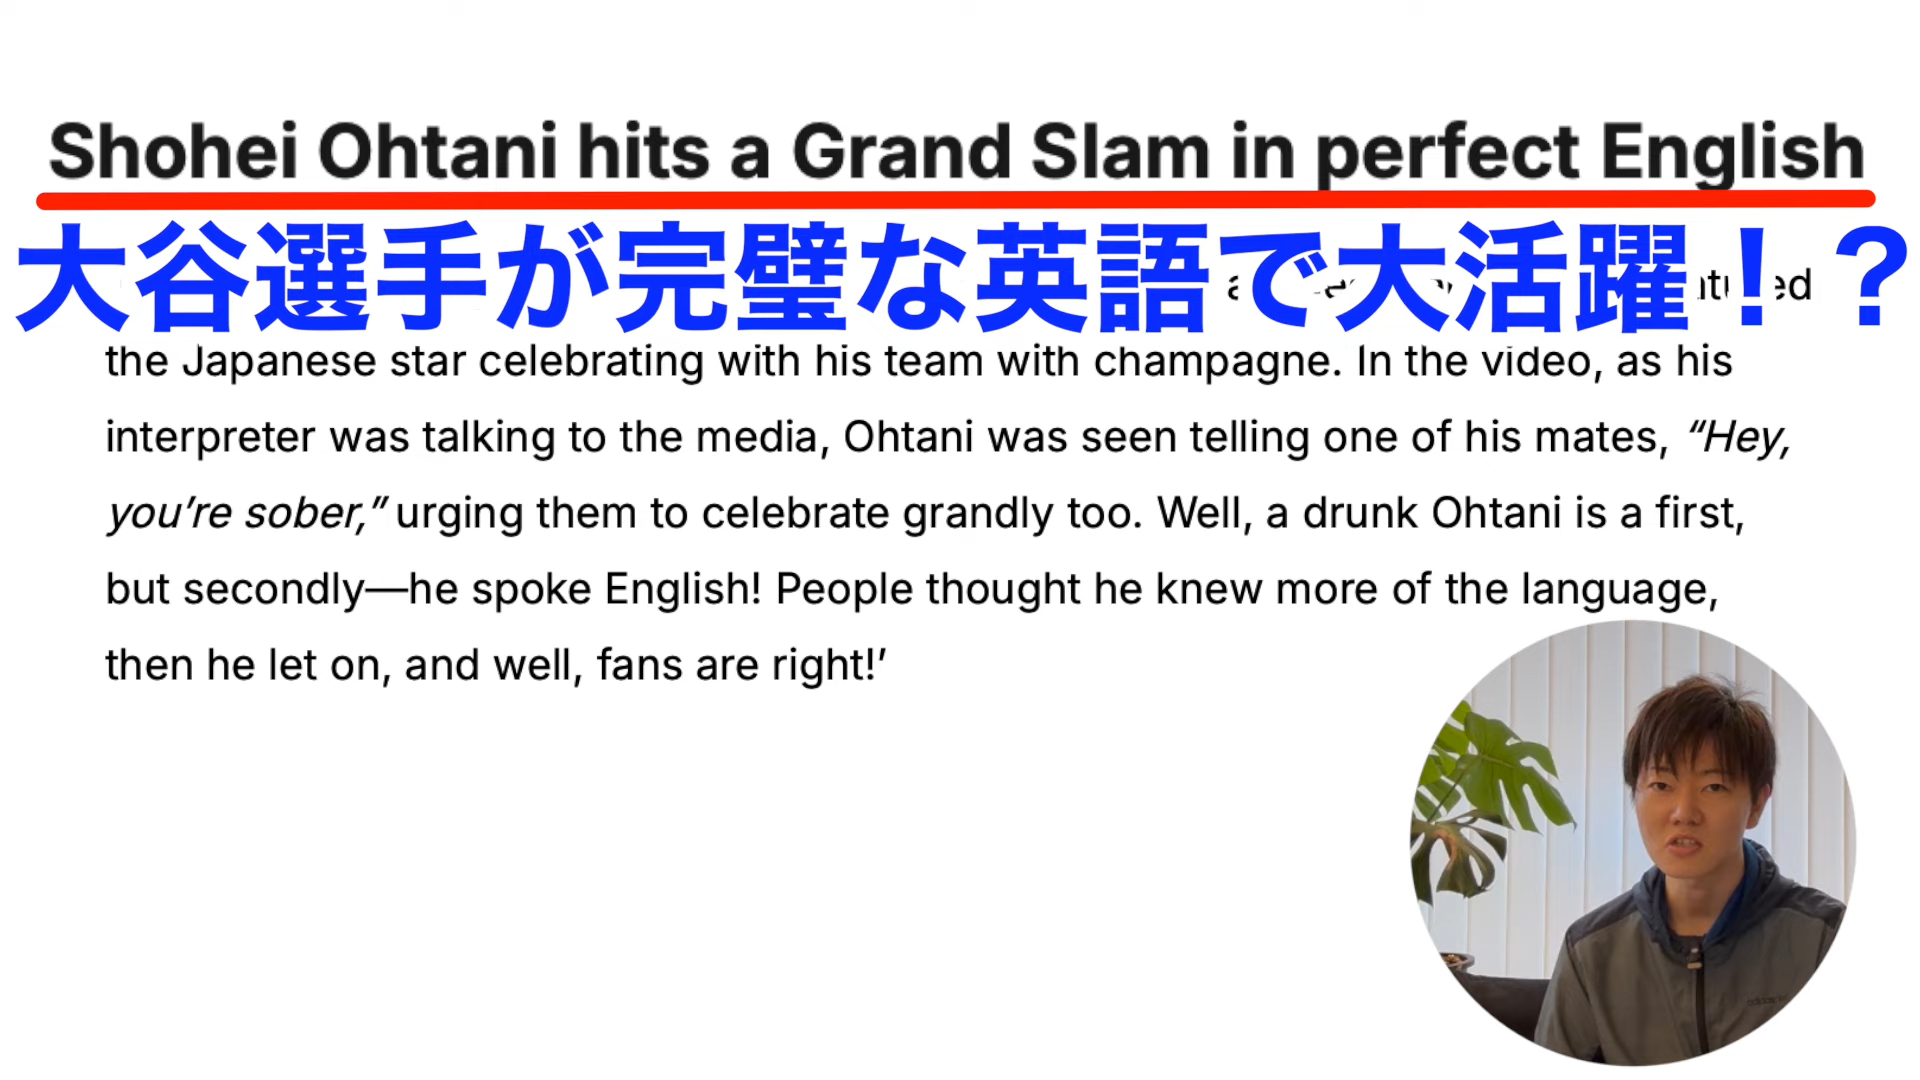 Shohei Ohtani hits a Grand Slam in perfect English
大谷選手が完璧な英語で大活躍！？
the Japanese star celebrating with his team with champagne. In the video, as his
interpreter was talking to the media, Ohtani was seen telling one of his mates, “Hey,
you’re sober,” urging them to celebrate grandly too. Well, a drunk Ohtani is a first,
but secondly—he spoke English! People thought he knew more of the language,
then he let on, and well, fans are right!’